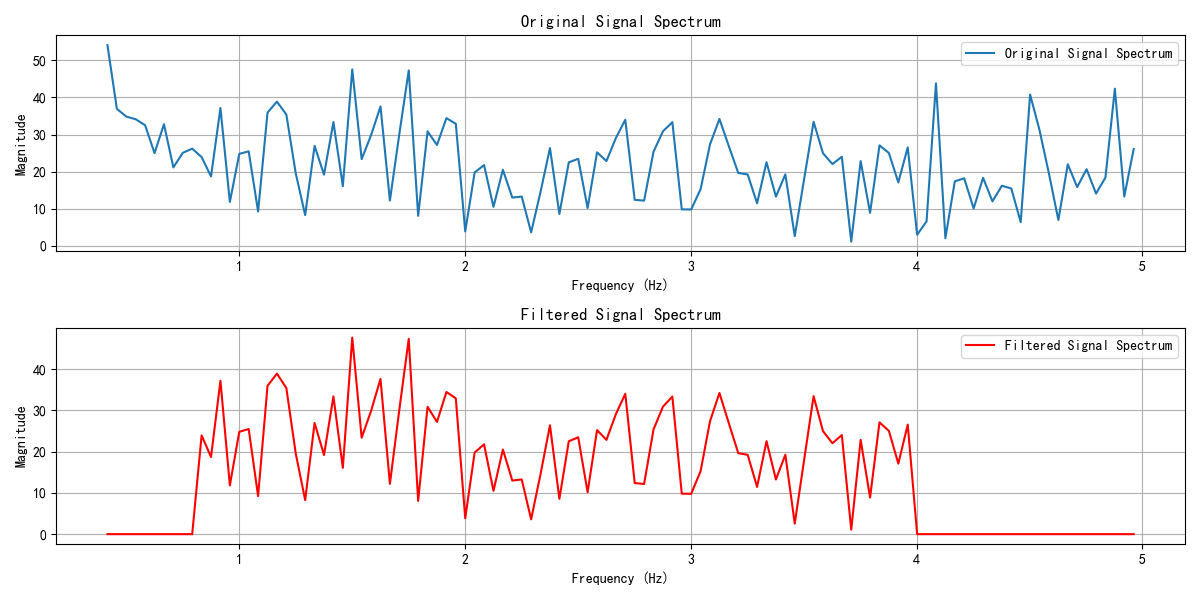 Original Signal Spectrum
Original Signal Spectrum
Magnitude
50
40
30
20
10
0
1
2
3
4
5
Frequency (Hz)
Filtered Signal Spectrum
Filtered Signal Spectrum
Magnitude
40
30
20
10
0
1
2
3
4
5
Frequency (Hz)